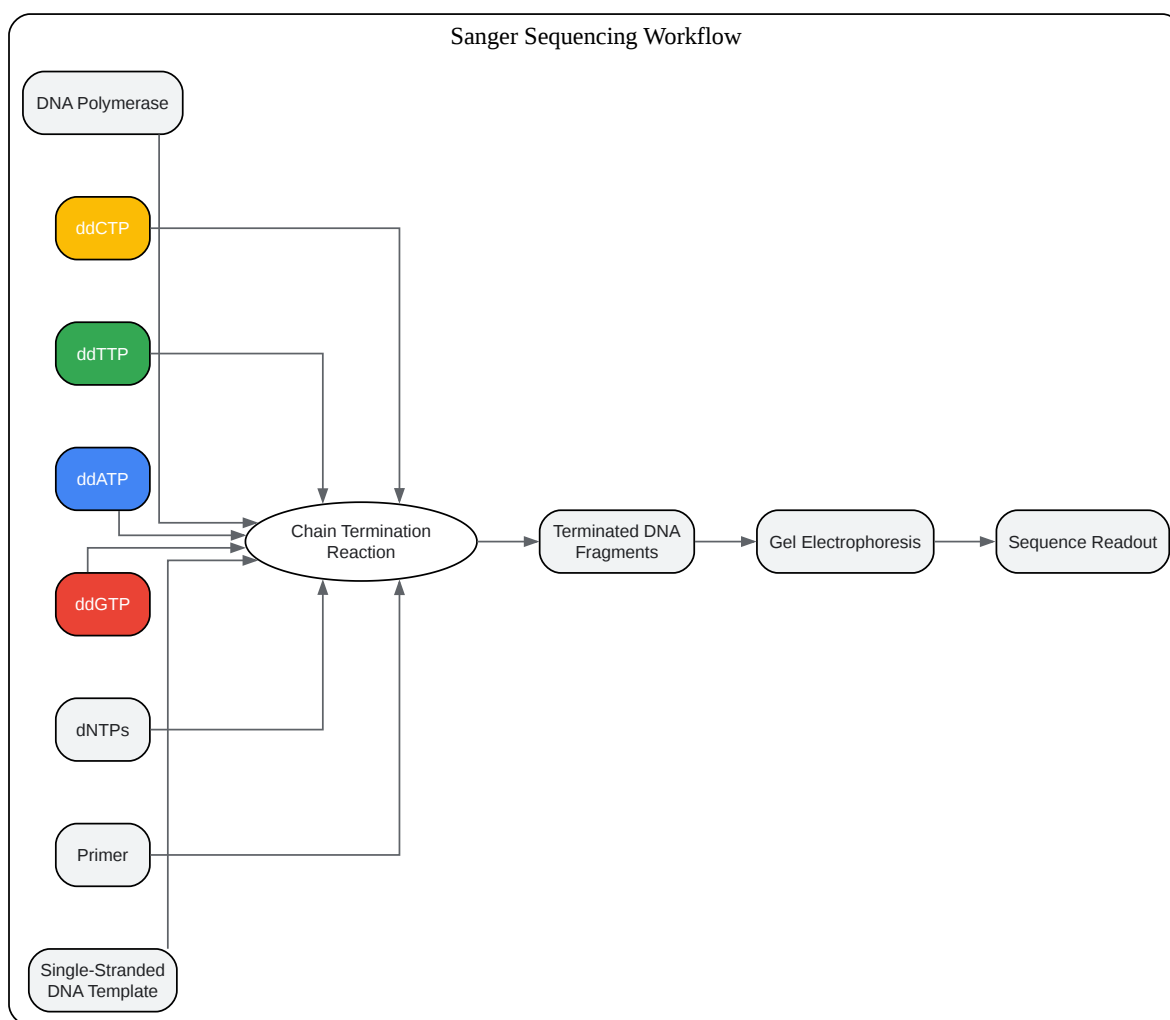 Sanger Sequencing Workflow
DNA Polymerase
ddCTP
ddTTP
ddATP
Chain Termination
Reaction
Terminated DNA
Fragments
Gel Electrophoresis
Sequence Readout
ddGTP
dNTPs
Primer
Single-Stranded
DNA Template